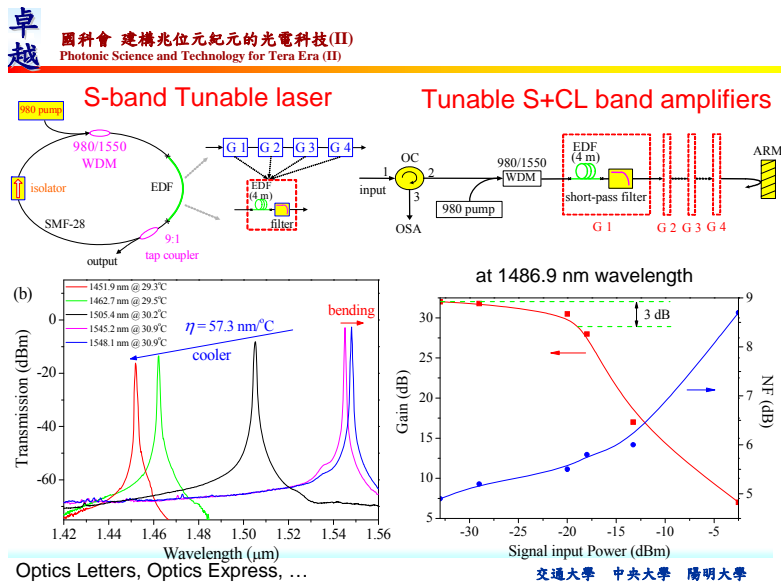 卓越
國科會 建構兆位元紀元的光電科技(II)
Photonic Science and Technology for Tera Era (II)
S-band Tunable laser
Tunable S+CL band amplifiers
980 pump
980/1550
WDM
isolator
EDF
SMF-28
9:1
tap coupler
output
G 1
G 2
G 3
G 4
EDF
(4 m)
filter
OC
1
2
3
input
OSA
980/1550
WDM
980 pump
EDF
(4 m)
short-pass filter
G 1
G 2
G 3
G 4
ARM
(b)
1451.9 nm @ 29.3°C
1462.7 nm @ 29.5°C
1505.4 nm @ 30.2°C
1545.2 nm @ 30.9°C
1548.1 nm @ 30.9°C
bending
η = 57.3 nm/°C
cooler
Transmission (dBm)
0
-20
-40
-60
1.42 1.44 1.46 1.48 1.50 1.52 1.54 1.56
Wavelength (μm)
at 1486.9 nm wavelength
3 dB
Gain (dB)
30
25
20
15
10
5
NF (dB)
9
8
7
6
5
-30 -25 -20 -15 -10 -5
Signal input Power (dBm)
Optics Letters, Optics Express, …
交通大學 中央大學 陽明大學